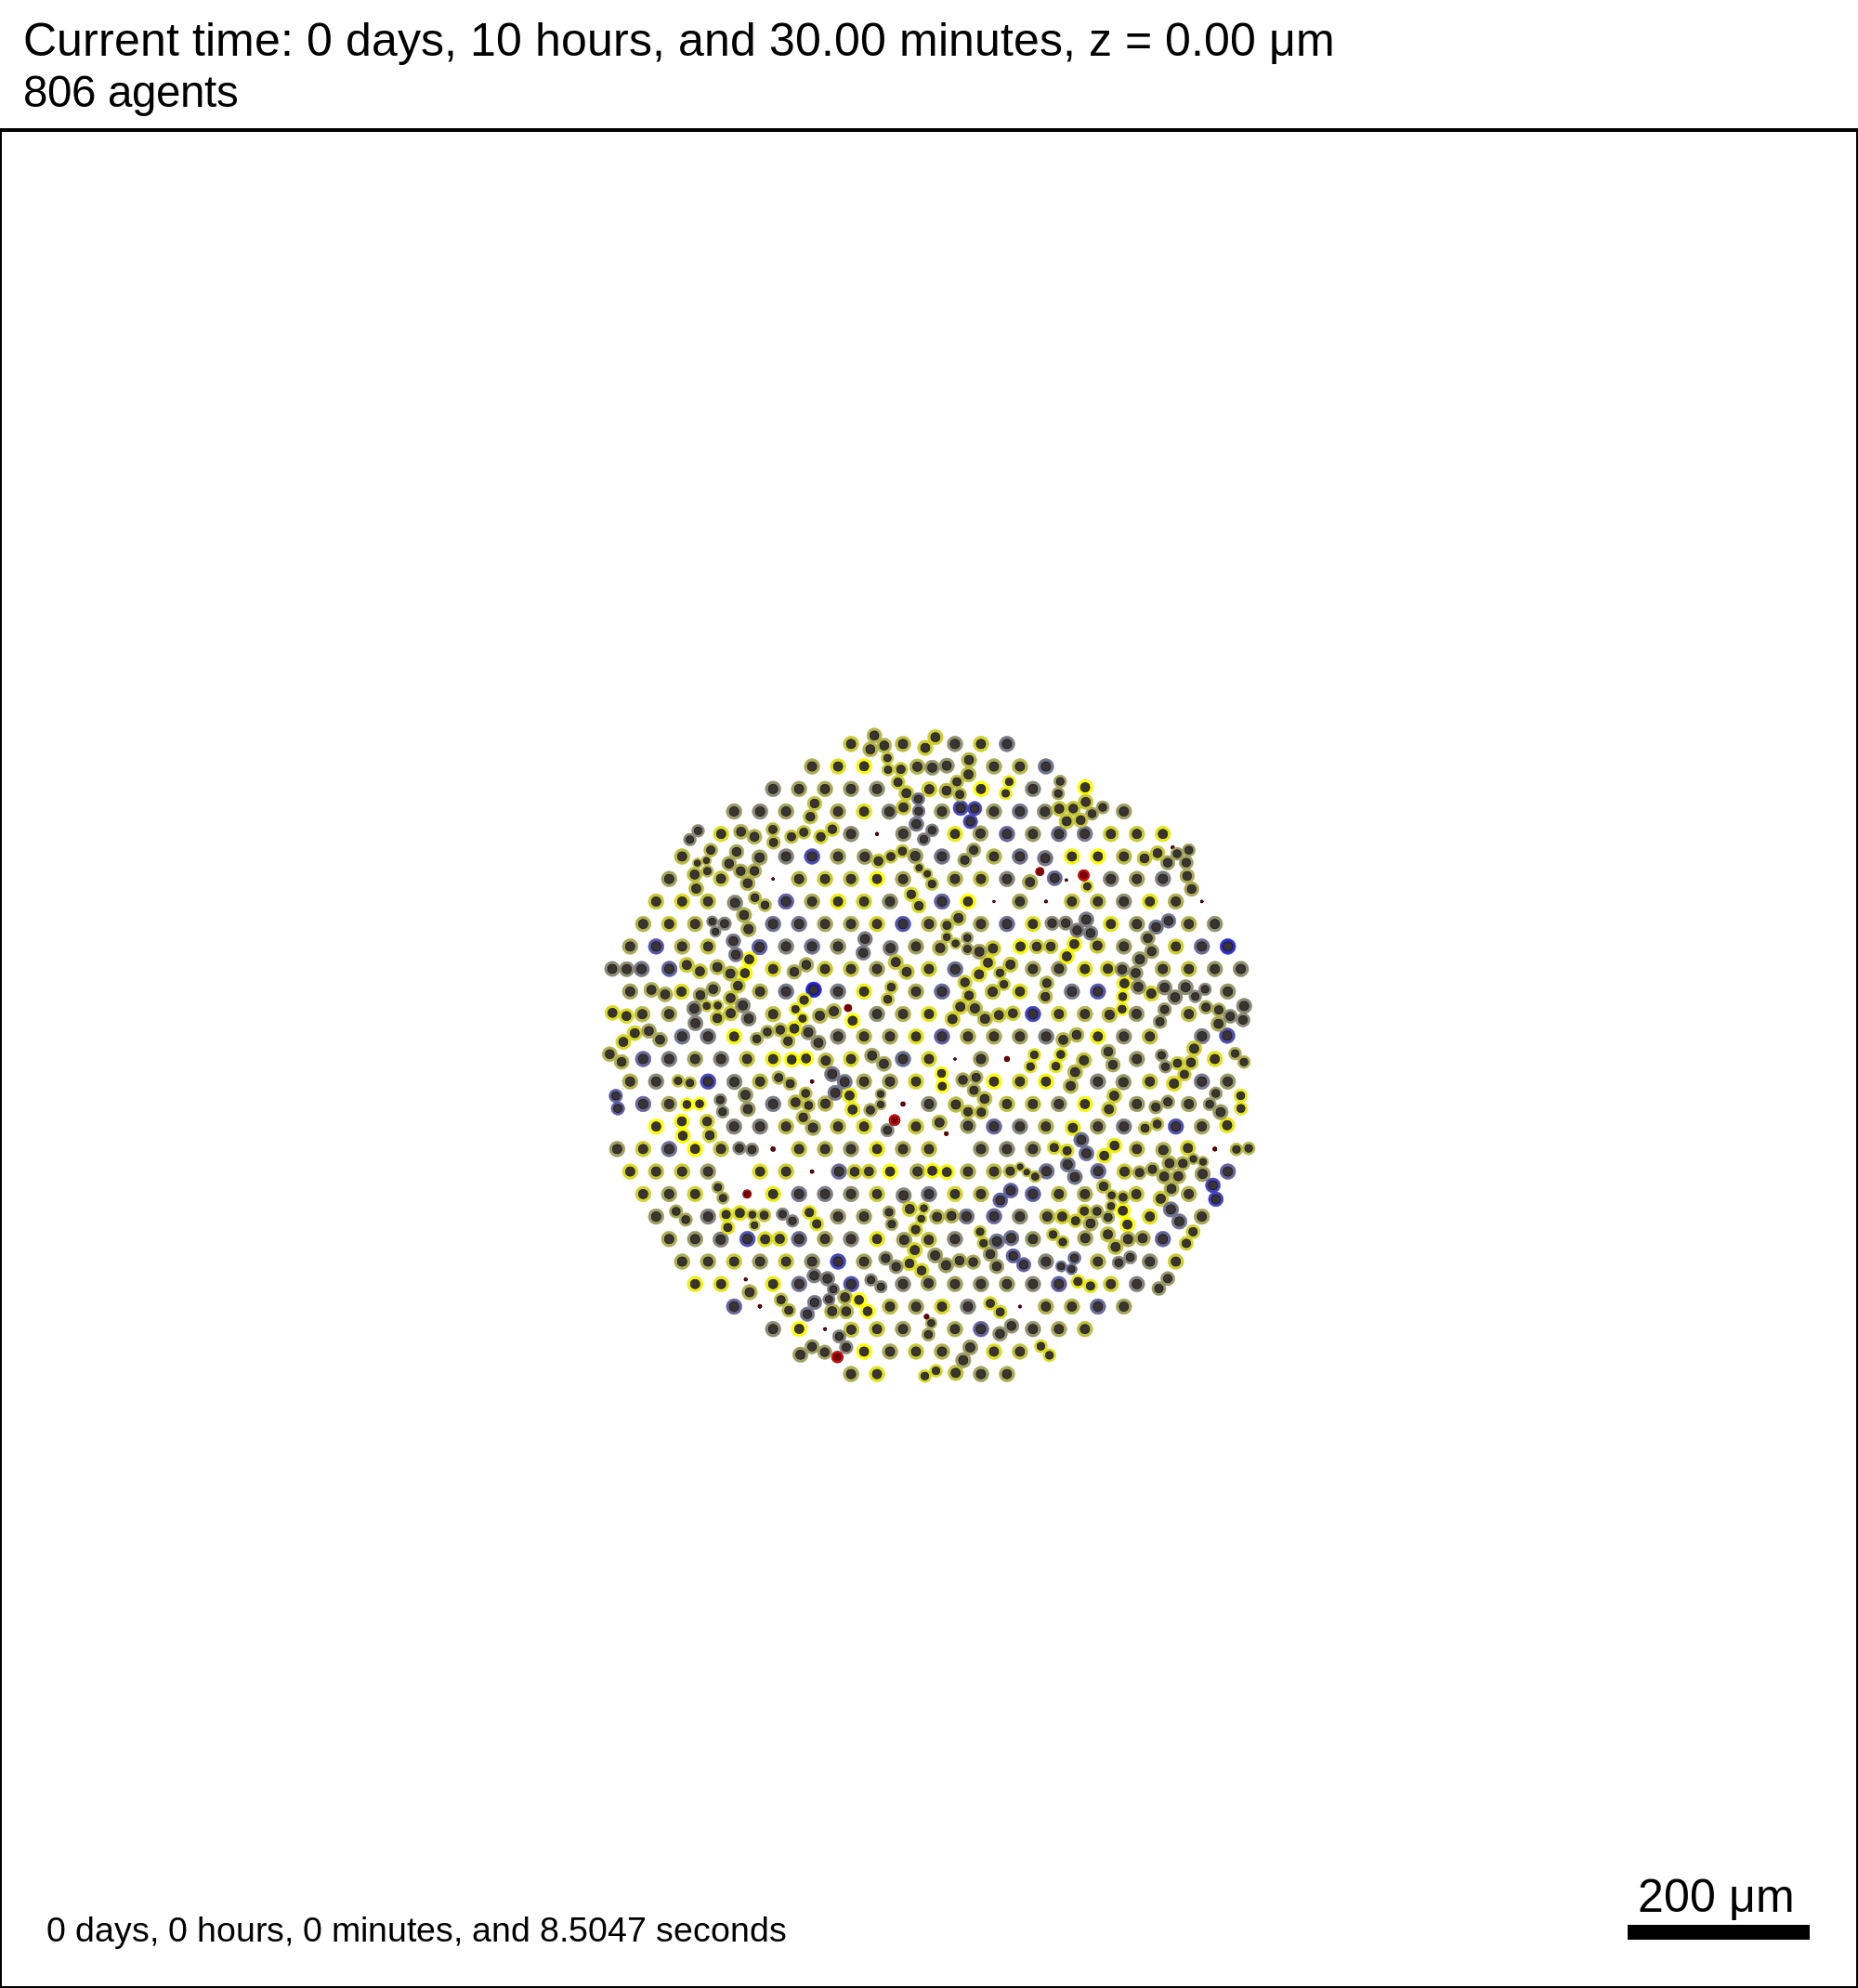 Current time: 0 days, 10 hours, and 30.00 minutes, z = 0.00 μm
806 agents
200 μm
0 days, 0 hours, 0 minutes, and 8.5047 seconds